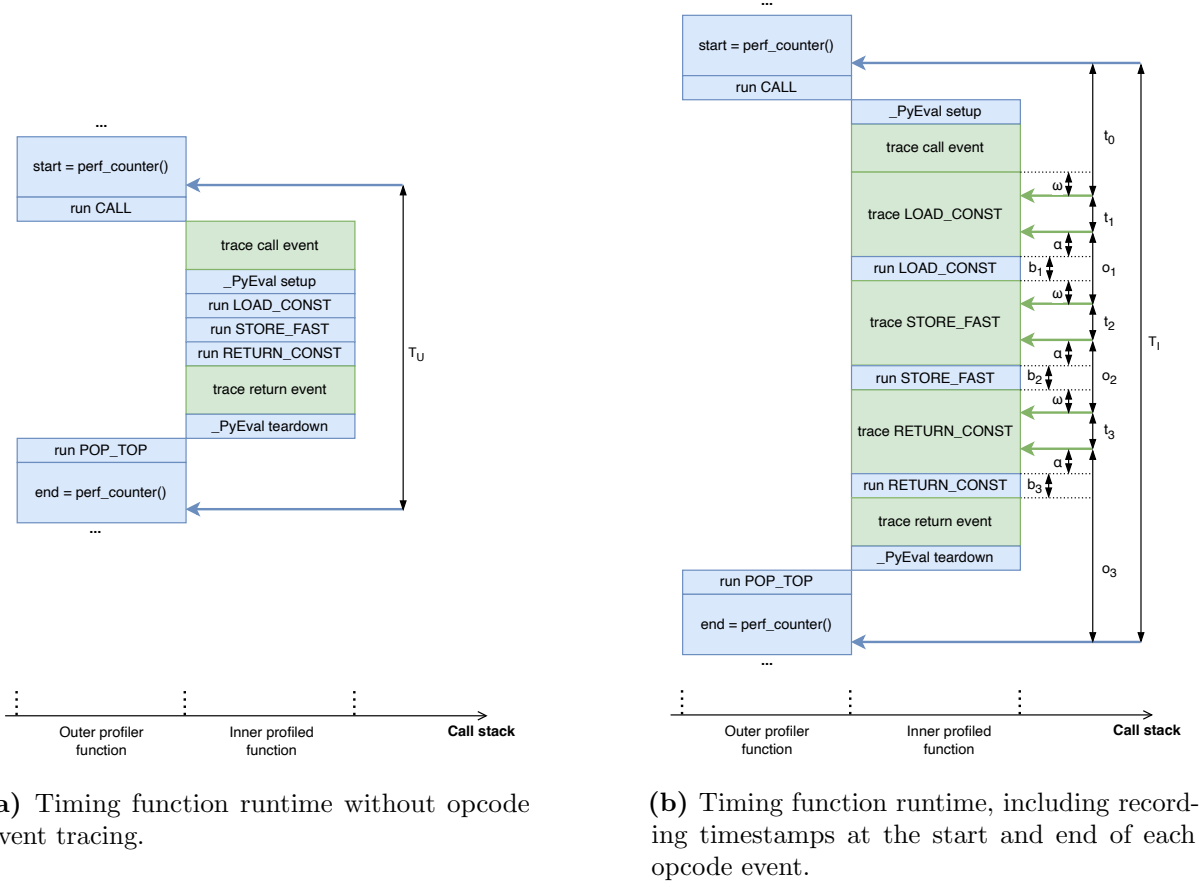 ...
start = perf_counter()
run CALL
trace call event
_PyEval setup
run LOAD_CONST
run STORE_FAST
run RETURN_CONST
trace return event
_PyEval teardown
run POP_TOP
end = perf_counter()
...
T_U
Outer profiler
function
Inner profiled
function
Call stack
a) Timing function runtime without opcode
vent tracing.
...
start = perf_counter()
run CALL
_PyEval setup
trace call event
t_0
ω
trace LOAD_CONST
t_1
α
run LOAD_CONST
b_1
o_1
ω
trace STORE_FAST
t_2
T_I
α
run STORE_FAST
b_2
o_2
ω
trace RETURN_CONST
t_3
α
run RETURN_CONST
b_3
trace return event
_PyEval teardown
o_3
run POP_TOP
end = perf_counter()
...
Outer profiler
function
Inner profiled
function
Call stack
(b) Timing function runtime, including record-
ing timestamps at the start and end of each
opcode event.